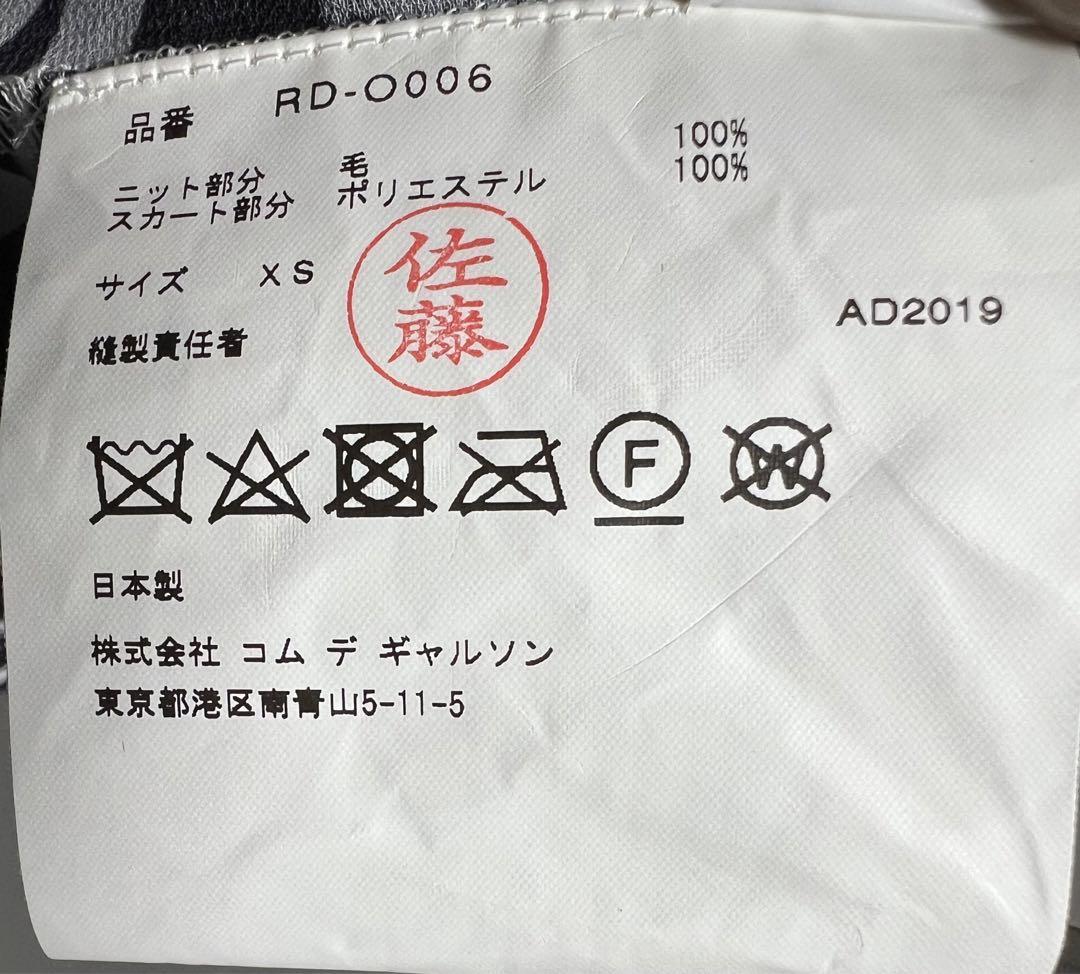 品番 RD-O006
ニット部分 毛 100%
スカート部分 ポリエステル 100%
サイズ XS
佐藤
AD2019
縫製責任者
F
W
日本製
株式会社 コム デ ギャルソン
東京都港区南青山5-11-5